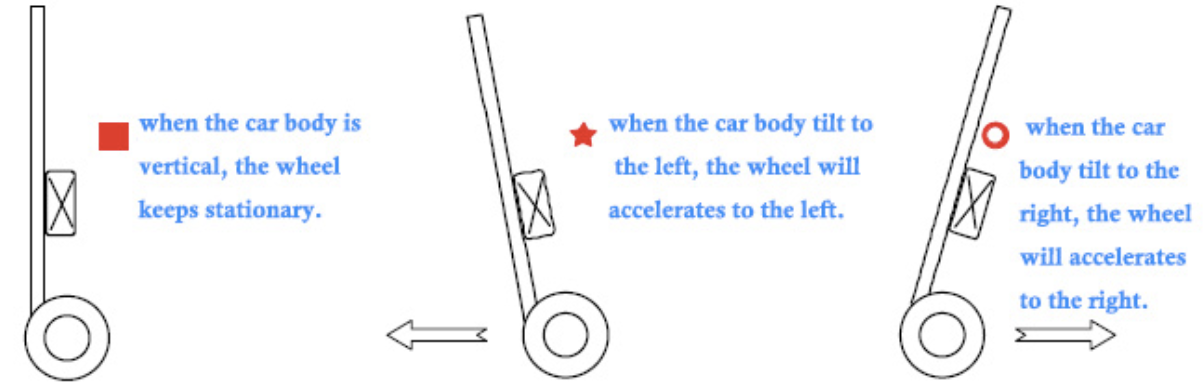 when the car body is
vertical, the wheel
keeps stationary.
when the car body tilt to
the left, the wheel will
accelerates to the left.
when the car
body tilt to the
right, the wheel
will accelerates
to the right.